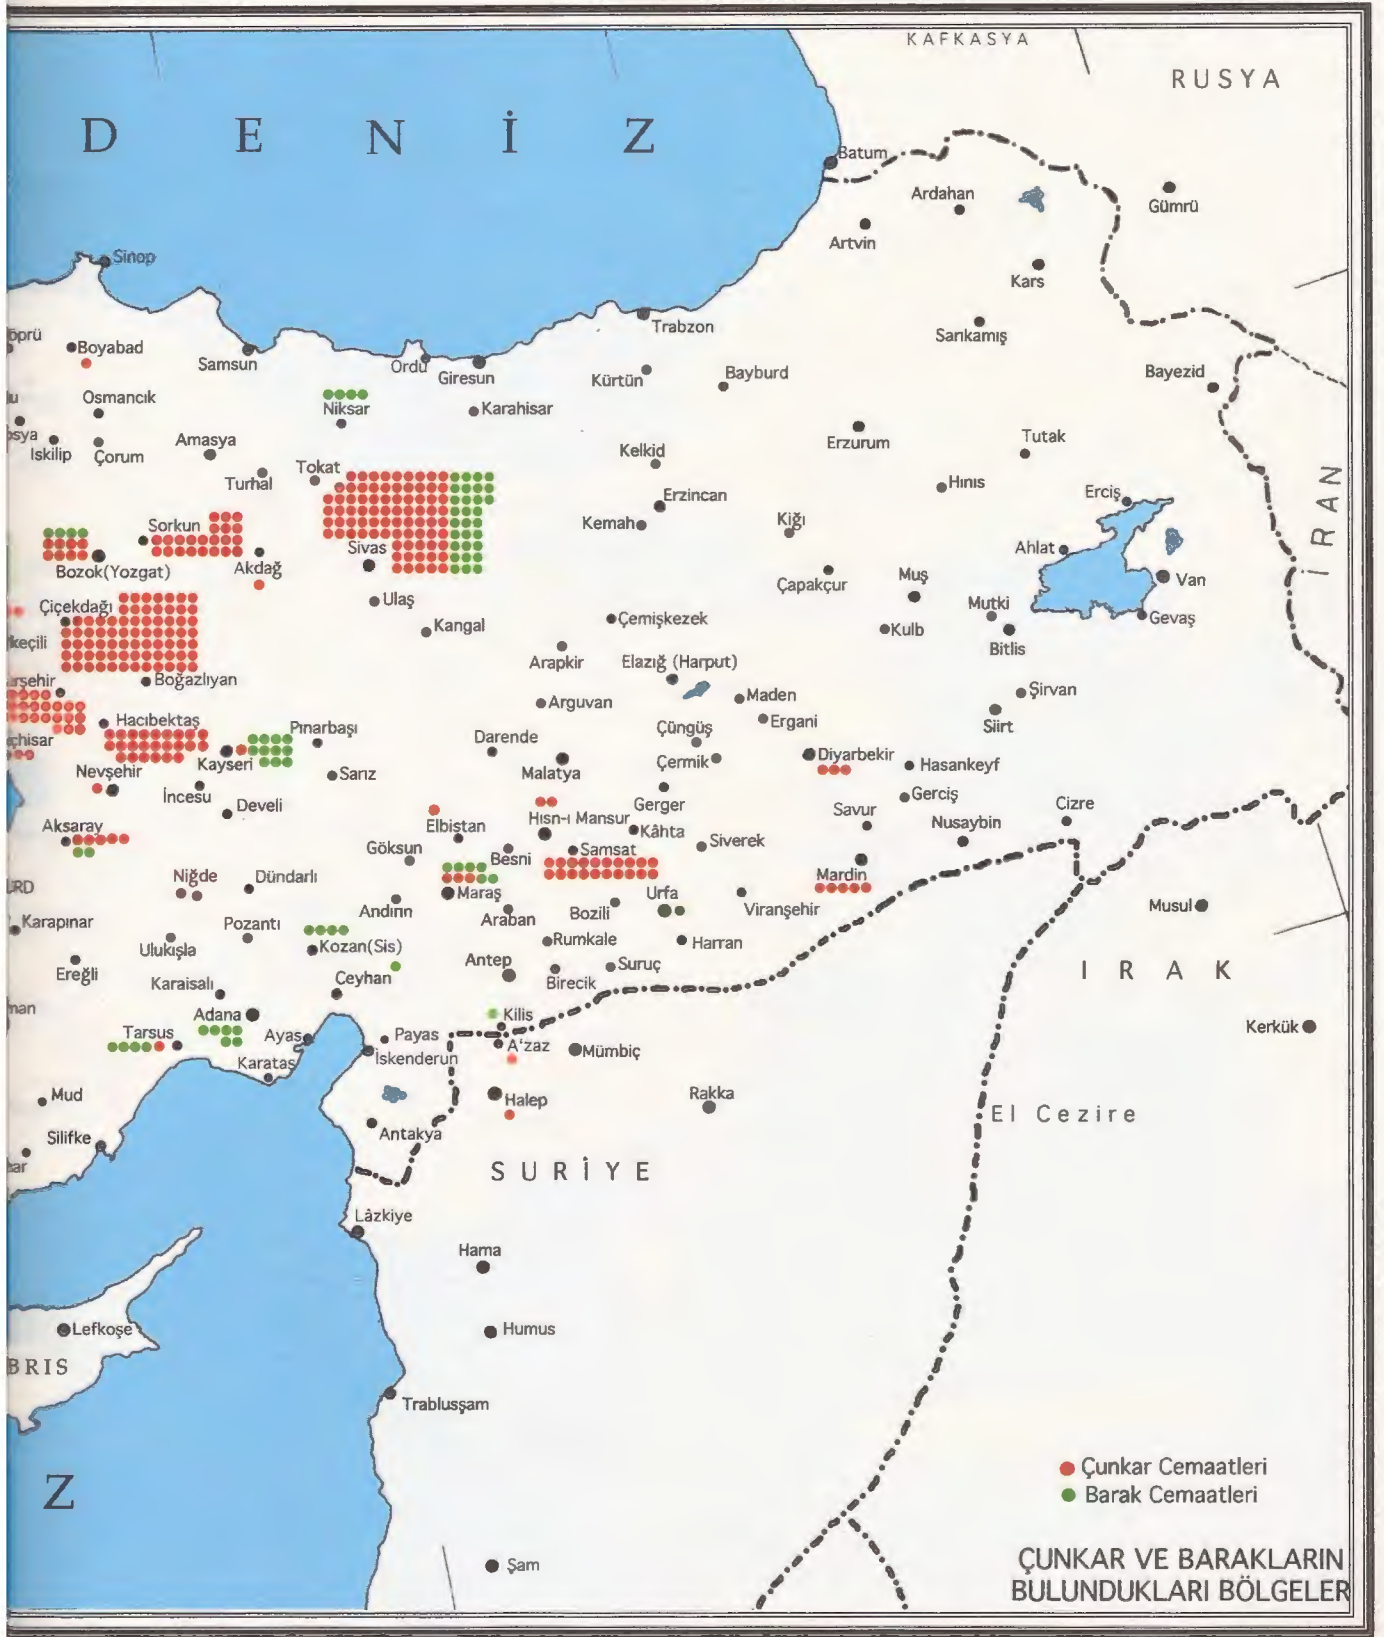 KAFKASYA
RUSYA
D E N İ Z
Batum
Ardahan
Gümrü
Artvin
Sinop
Kars
Trabzon
Sarıkamış
Boyabad
Samsun
Ordu
Giresun
Kürtün
Bayburd
Bayezid
Osmancık
Niksar
Karahisar
Amasya
Erzurum
Tutak
Iskilip
Çorum
Kelkid
Turhal
Tokat
Hınıs
Erciş
Erzincan
İRAN
Sorkun
Kemah
Kiğı
Sivas
Ahlat
Bozok(Yozgat)
Akdağ
Çapakçur
Muş
Van
Çiçekdağı
Ulaş
Mutki
Gevaş
Kangal
Çemişkezek
Kulb
Bitlis
Arapkir
Elazığ (Harput)
Boğazlıyan
Şirvan
Arguvan
Maden
Siirt
Hacıbektaş
Pınarbaşı
Ergani
Çüngüş
Darende
Diyarbekir
Kayseri
Çermik
Hasankeyf
Nevşehir
Sarız
Malatya
İncesu
Gerger
Gerciş
Develi
Savur
Cizre
Aksaray
Elbistan
Hısn-ı Mansur
Kâhta
Nusaybin
Göksun
Besni
Samsat
Siverek
Niğde
Dündarlı
Mardin
Maraş
Urfa
Andırın
Araban
Bozili
Viranşehir
Musul
Karapınar
Pozantı
Ulukışla
Kozan(Sis)
Rumkale
Harran
Ereğli
Antep
Suruç
IRAK
Karaisalı
Ceyhan
Birecik
Adana
Kilis
Kerkük
Tarsus
Ayas
Payas
A'zaz
Mümbiç
İskenderun
Karataş
Mud
Halep
Rakka
El Cezire
Silifke
Antakya
SURİYE
Lâzkiye
Hama
Lefkoşe
Humus
BRIS
Trablusşam
Çunkar Cemaatleri
Z
Barak Cemaatleri
ÇUNKAR VE BARAKLARIN
Şam
BULUNDUKLARI BÖLGELER